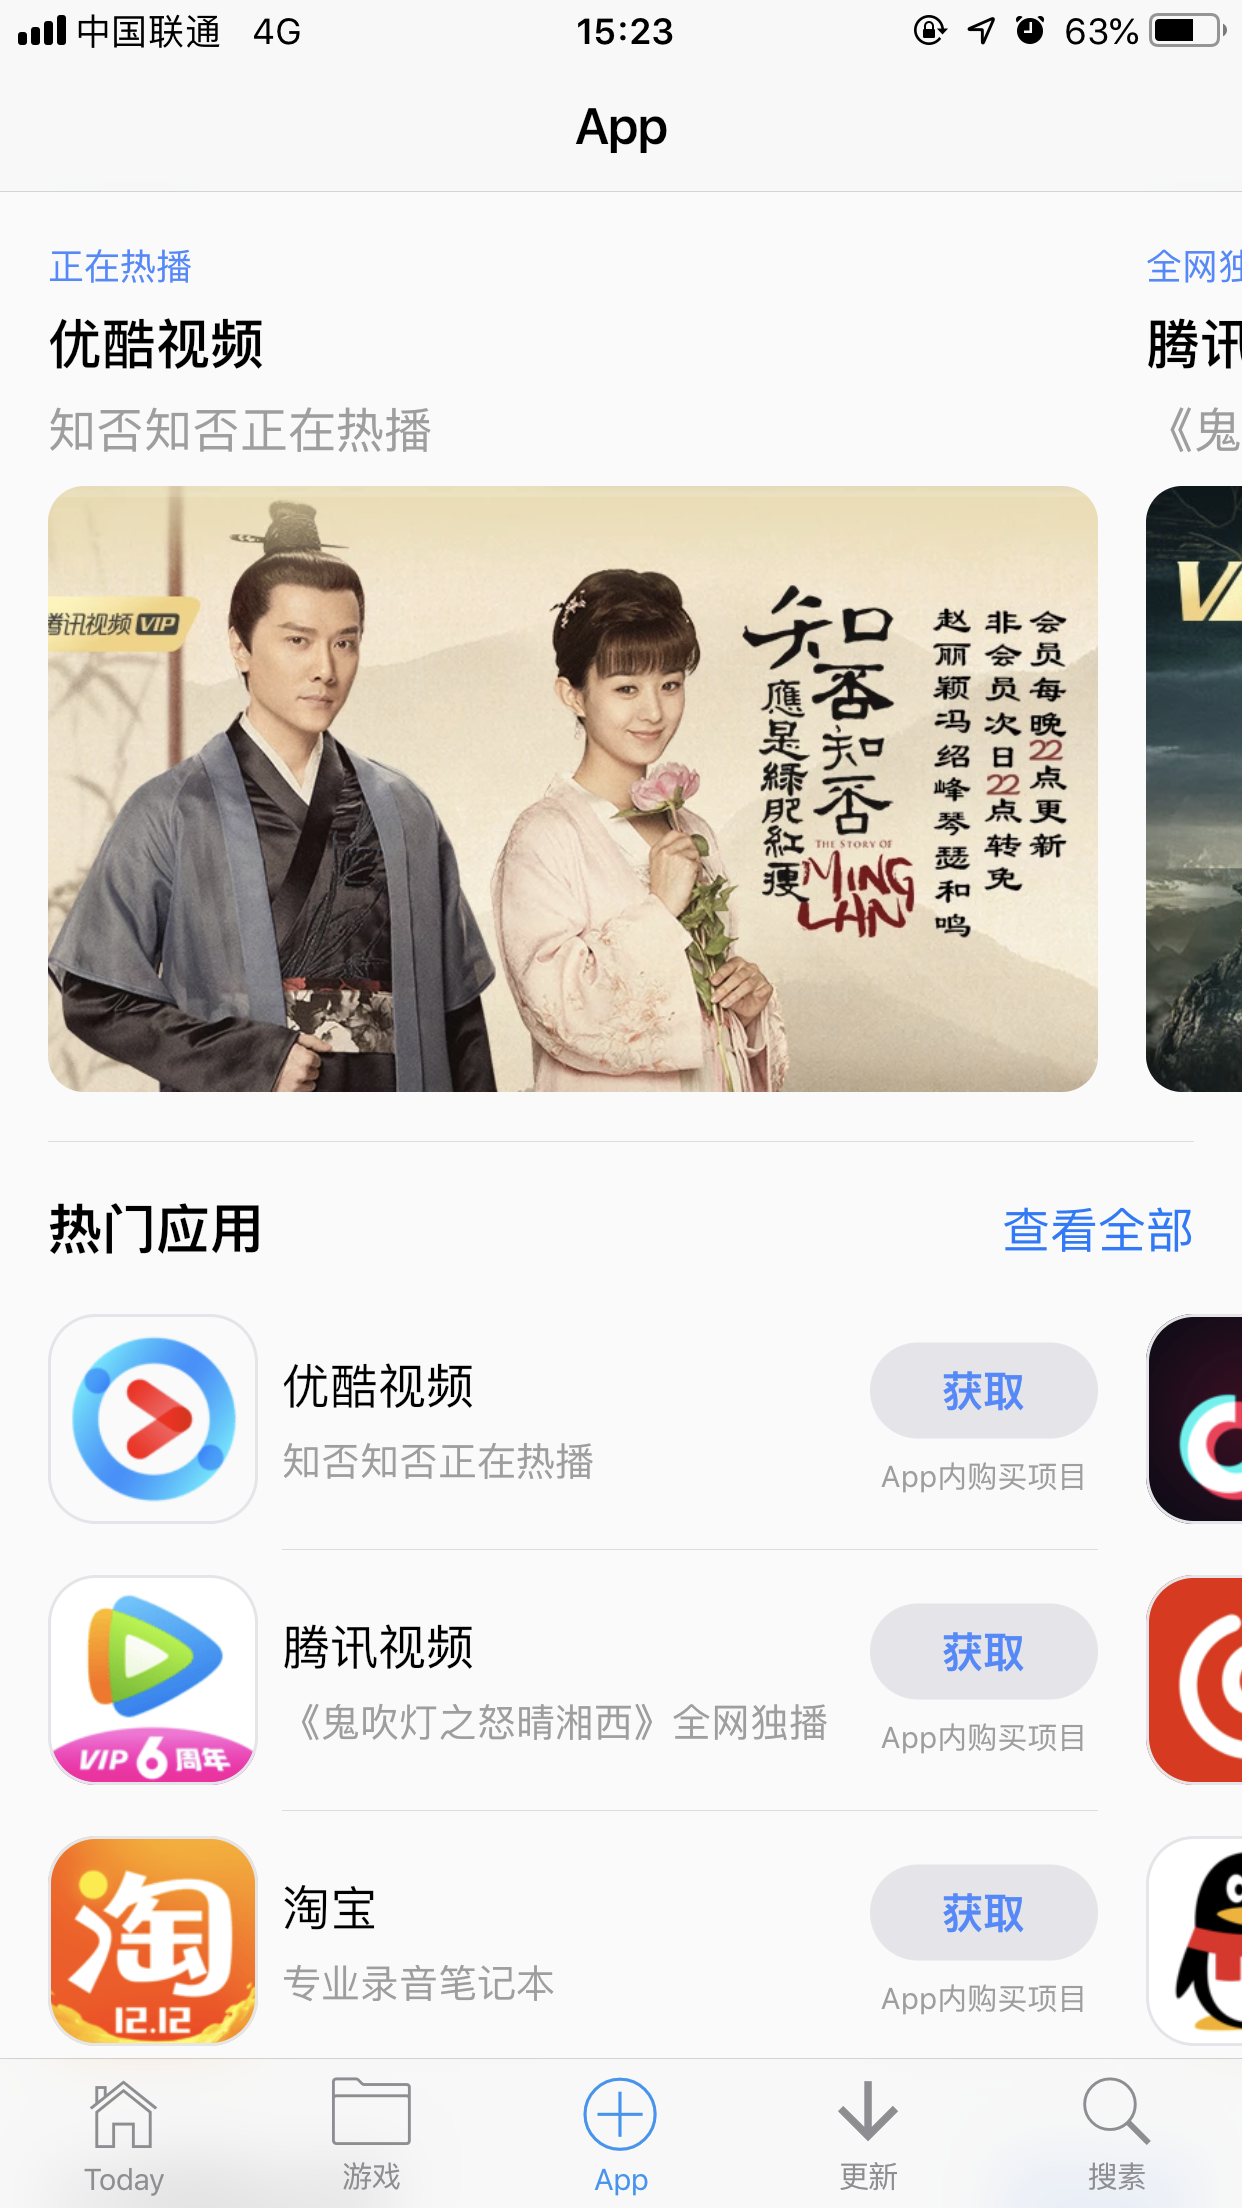 中国联通 4G 15:23 63%
App
正在热播
优酷视频
知否知否正在热播
全网独
腾讯
《鬼
腾讯视频 VIP
知否知否
應是綠肥紅瘦
THE STORY OF
MING
LAN
会员每晚22点更新
非会员次日22点转免
赵丽颖冯绍峰琴瑟和鸣
热门应用
查看全部
优酷视频
知否知否正在热播
获取
App内购买项目
腾讯视频
《鬼吹灯之怒晴湘西》全网独播
获取
App内购买项目
VIP 6 周年
淘宝
专业录音笔记本
获取
App内购买项目
淘
12.12
Today
游戏
App
更新
搜素